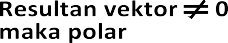 Resultan vektor ≠ 0
maka polar